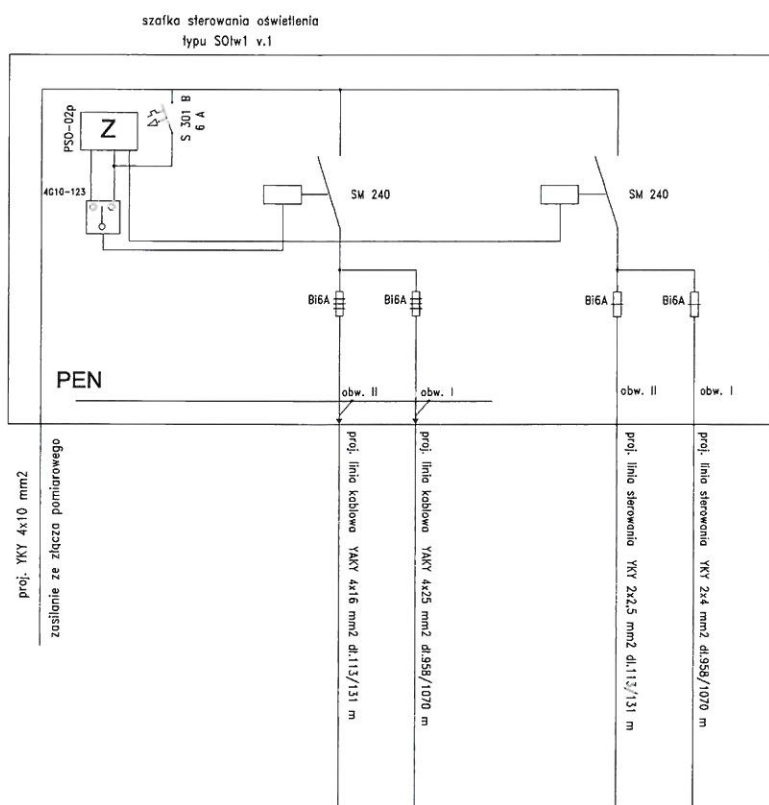 szafka sterowania oświetlenia
typu SOIw1 v.1
PSO-02p
Z
S 301 B
6 A
4G10-123
SM 240
SM 240
Bi6A
Bi6A
Bi6A
Bi6A
PEN
obw. II
obw. I
obw. II
obw. I
proj. YKY 4x10 mm2
zasilanie ze złącza pomiarowego
proj. linia kablowa YAKY 4x16 mm2 dł.113/131 m
proj. linia kablowa YAKY 4x25 mm2 dł.958/1070 m
proj. linia sterowania YKY 2x2,5 mm2 dł.113/131 m
proj. linia sterowania YKY 2x4 mm2 dł.958/1070 m